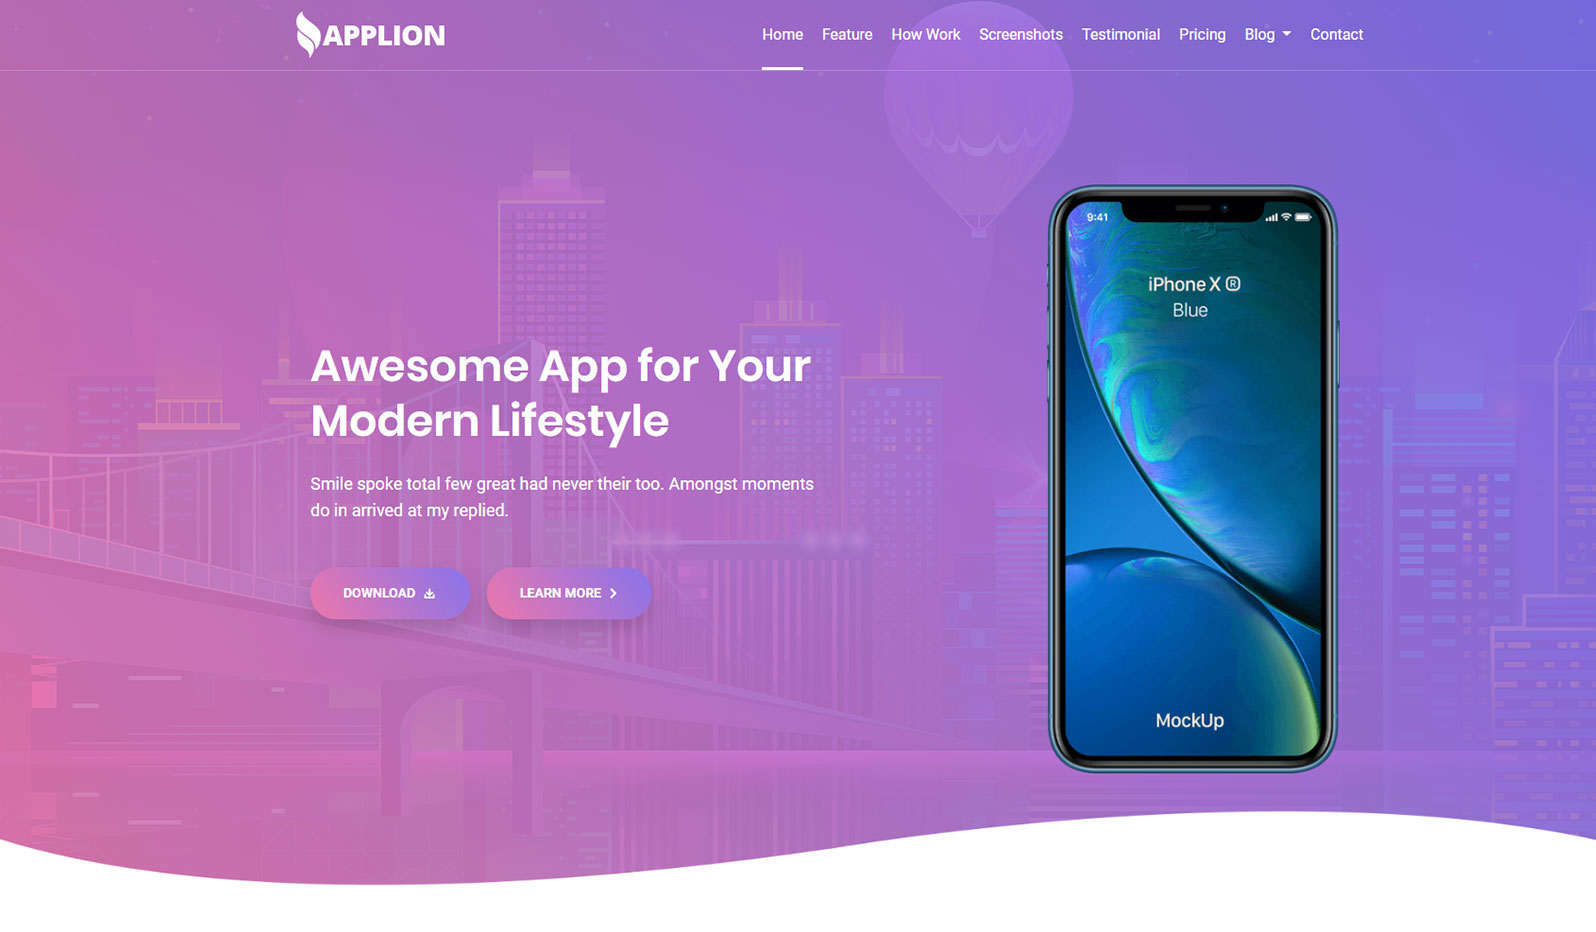 APPLION
Home Feature How Work Screenshots Testimonial Pricing Blog Contact
9:41
iPhone X Ⓡ
Blue
Awesome App for Your
Modern Lifestyle
Smile spoke total few great had never their too. Amongst moments
do in arrived at my replied.
DOWNLOAD
LEARN MORE
MockUp